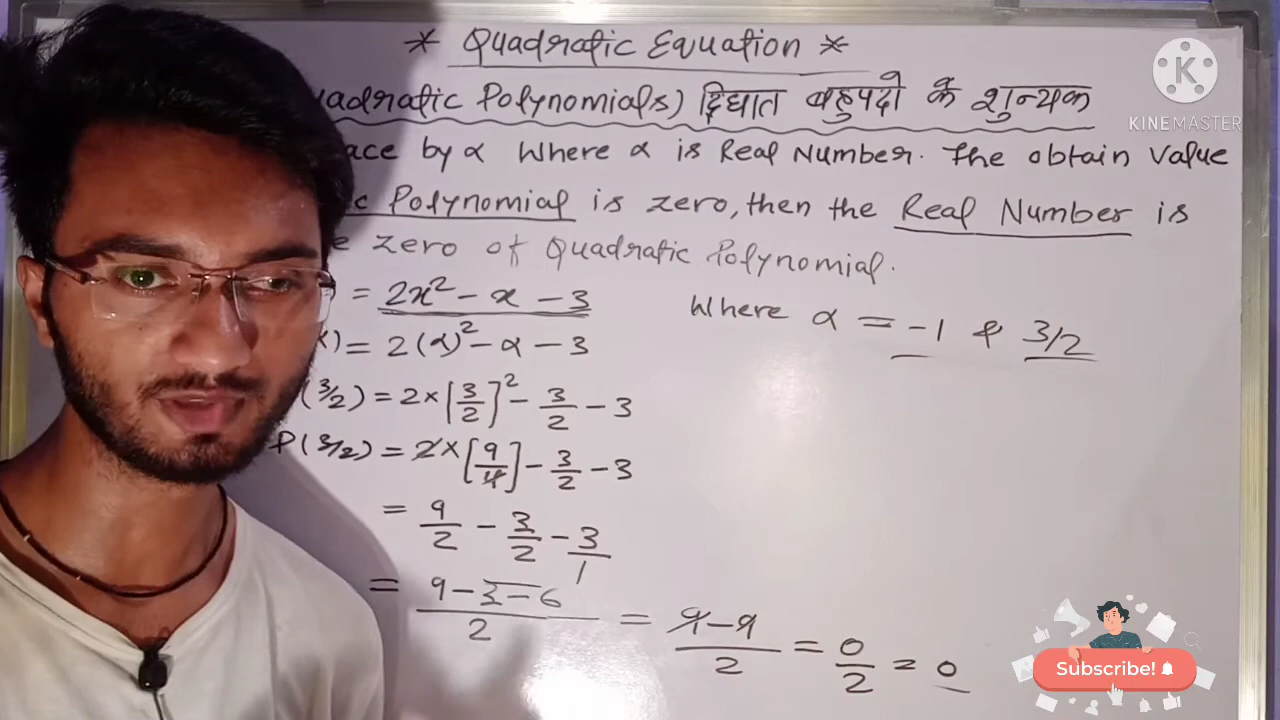 * Quadratic Equation *
uadratic Polynomials) द्विघात बहुपदो के शुन्यक
ace by α Where α is Real Number. The obtain Value
c Polynomial is zero, then the Real Number is
e zero of Quadratic Polynomial.
) = 2x² - x - 3
Where α = -1 & 3/2
) = 2(α)² - α - 3
(3/2) = 2 × [3/2]² - 3/2 - 3
P(3/2) = 2 × [9/4] - 3/2 - 3
= 9/2 - 3/2 - 3/1
= 9-3-6/2 = 9-9/2 = 0/2 = 0
K
KINEMASTER
Subscribe!